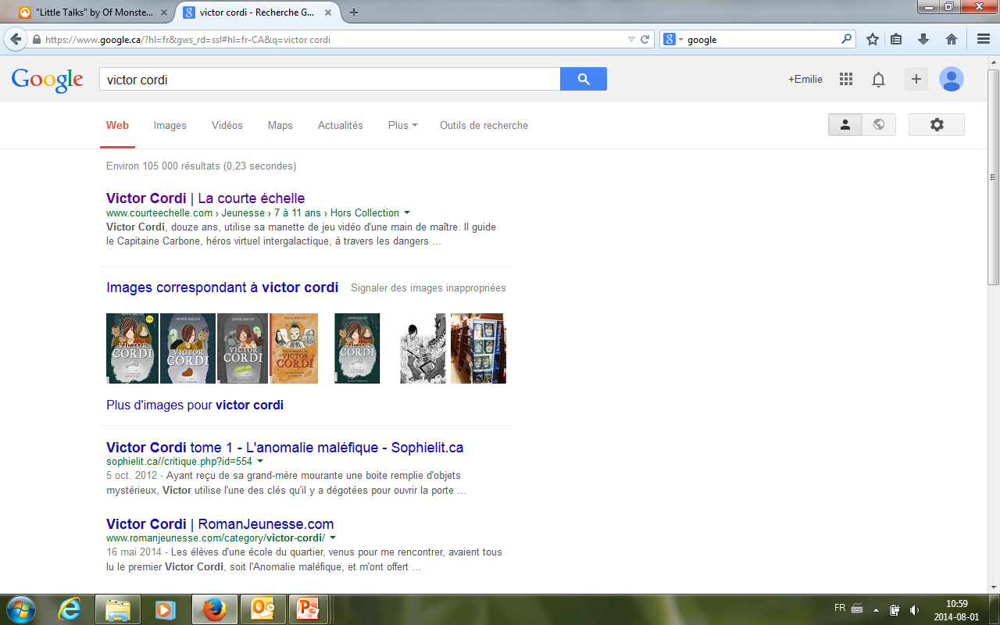 "Little Talks" by Of Monste...
victor cordi - Recherche G...
https://www.google.ca/?hl=fr&gws_rd=ssl#hl=fr-CA&q=victor cordi
google
Google
victor cordi
+Emilie
Web
Images
Vidéos
Maps
Actualités
Plus
Outils de recherche
Environ 105 000 résultats (0,23 secondes)
Victor Cordi | La courte échelle
www.courteechelle.com › Jeunesse › 7 à 11 ans › Hors Collection
Victor Cordi, douze ans, utilise sa manette de jeu vidéo d'une main de maître. Il guide
le Capitaine Carbone, héros virtuel intergalactique, à travers les dangers ...
Images correspondant à victor cordi
Signaler des images inappropriées
ANNIE BACON
VICTOR
CORDI
ANNIE BACON
VICTOR
CORDI
ANNIE BACON
VICTOR
CORDI
VICTOR
CORDI
VICTOR
CORDI
Plus d'images pour victor cordi
Victor Cordi tome 1 - L'anomalie maléfique - Sophielit.ca
sophielit.ca//critique.php?id=554
5 oct. 2012 - Ayant reçu de sa grand-mère mourante une boite remplie d'objets
mystérieux, Victor utilise l'une des clés qu'il y a dégotées pour ouvrir la porte ...
Victor Cordi | RomanJeunesse.com
www.romanjeunesse.com/category/victor-cordi/
16 mai 2014 - Les élèves d'une école du quartier, venus pour me rencontrer, avaient tous
lu le premier Victor Cordi, soit l'Anomalie maléfique, et m'ont offert ...
FR
10:59
2014-08-01